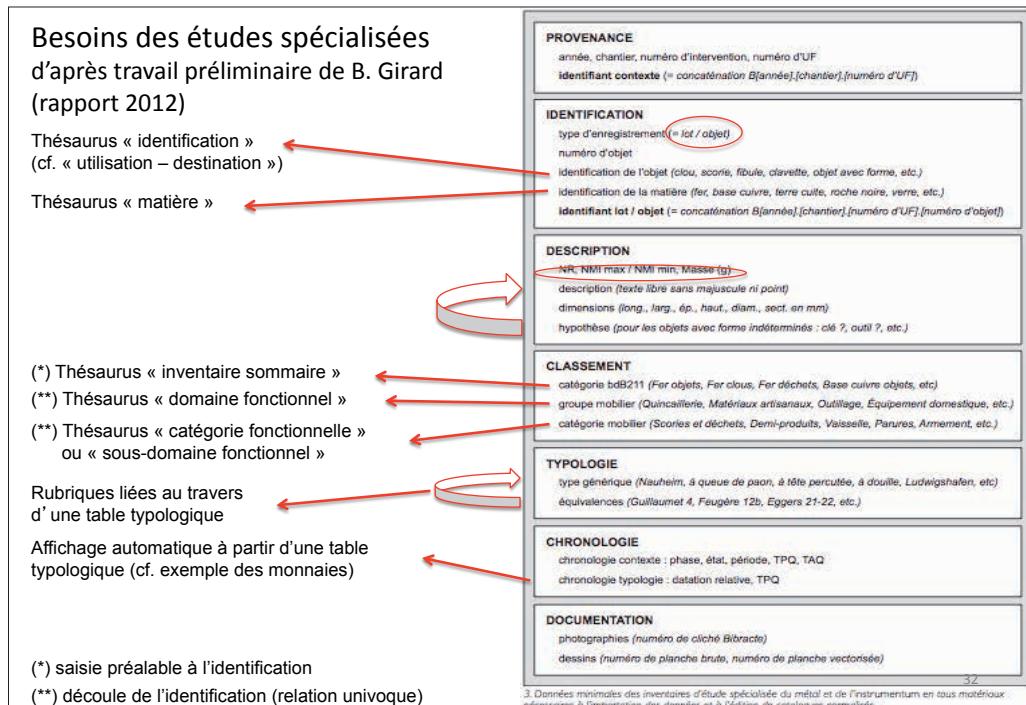 Besoins des études spécialisées
d'après travail préliminaire de B. Girard
(rapport 2012)
Thésaurus « identification »
(cf. « utilisation – destination »)
Thésaurus « matière »
(*) Thésaurus « inventaire sommaire »
(**) Thésaurus « domaine fonctionnel »
(**) Thésaurus « catégorie fonctionnelle »
ou « sous-domaine fonctionnel »
Rubriques liées au travers
d'une table typologique
Affichage automatique à partir d'une table
typologique (cf. exemple des monnaies)
(*) saisie préalable à l'identification
(**) découle de l'identification (relation univoque)
PROVENANCE
année, chantier, numéro d'intervention, numéro d'UF
identifiant contexte (= concaténation B[année].[chantier].[numéro d'UF])
IDENTIFICATION
type d'enregistrement (= lot / objet)
numéro d'objet
identification de l'objet (clou, scorie, fibule, clavette, objet avec forme, etc.)
identification de la matière (fer, base cuivre, terre cuite, roche noire, verre, etc.)
identifiant lot / objet (= concaténation B[année].[chantier].[numéro d'UF].[numéro d'objet])
DESCRIPTION
NR, NMI max / NMI min, Masse (g)
description (texte libre sans majuscule ni point)
dimensions (long., larg., ép., haut., diam., sect. en mm)
hypothèse (pour les objets avec forme indéterminés : clé ?, outil ?, etc.)
CLASSEMENT
catégorie bdB211 (Fer objets, Fer clous, Fer déchets, Base cuivre objets, etc)
groupe mobilier (Quincaillerie, Matériaux artisanaux, Outillage, Équipement domestique, etc.)
catégorie mobilier (Scories et déchets, Demi-produits, Vaisselle, Parures, Armement, etc.)
TYPOLOGIE
type générique (Nauheim, à queue de paon, à tête percutée, à douille, Ludwigshafen, etc)
équivalences (Guillaumet 4, Feugère 12b, Eggers 21-22, etc.)
CHRONOLOGIE
chronologie contexte : phase, état, période, TPQ, TAQ
chronologie typologie : datation relative, TPQ
DOCUMENTATION
photographies (numéro de cliché Bibracte)
dessins (numéro de planche brute, numéro de planche vectorisée)
32
3. Données minimales des inventaires d'étude spécialisée du métal et de l'instrumentum en tous matériaux
nécessaires à l'importation des données et à l'édition de catalogues normalisés